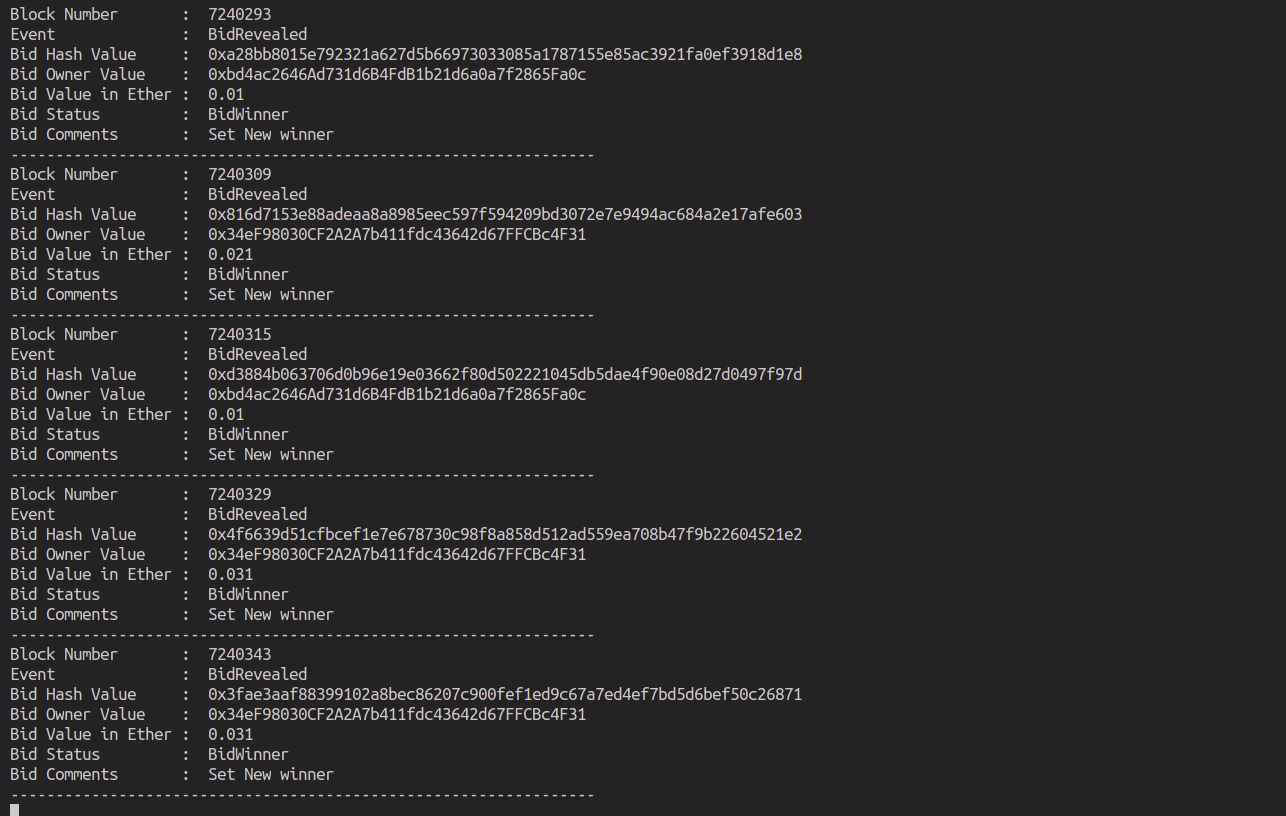 Block Number       :  7240293
Event              :  BidRevealed
Bid Hash Value     :  0xa28bb8015e792321a627d5b66973033085a1787155e85ac3921fa0ef3918d1e8
Bid Owner Value    :  0xbd4ac2646Ad731d6B4FdB1b21d6a0a7f2865Fa0c
Bid Value in Ether :  0.01
Bid Status         :  BidWinner
Bid Comments       :  Set New winner
-----------------------------------------------------------------
Block Number       :  7240309
Event              :  BidRevealed
Bid Hash Value     :  0x816d7153e88adeaa8a8985eec597f594209bd3072e7e9494ac684a2e17afe603
Bid Owner Value    :  0x34eF98030CF2A2A7b411fdc43642d67FFCBc4F31
Bid Value in Ether :  0.021
Bid Status         :  BidWinner
Bid Comments       :  Set New winner
-----------------------------------------------------------------
Block Number       :  7240315
Event              :  BidRevealed
Bid Hash Value     :  0xd3884b063706d0b96e19e03662f80d502221045db5dae4f90e08d27d0497f97d
Bid Owner Value    :  0xbd4ac2646Ad731d6B4FdB1b21d6a0a7f2865Fa0c
Bid Value in Ether :  0.01
Bid Status         :  BidWinner
Bid Comments       :  Set New winner
-----------------------------------------------------------------
Block Number       :  7240329
Event              :  BidRevealed
Bid Hash Value     :  0x4f6639d51cfbcef1e7e678730c98f8a858d512ad559ea708b47f9b22604521e2
Bid Owner Value    :  0x34eF98030CF2A2A7b411fdc43642d67FFCBc4F31
Bid Value in Ether :  0.031
Bid Status         :  BidWinner
Bid Comments       :  Set New winner
-----------------------------------------------------------------
Block Number       :  7240343
Event              :  BidRevealed
Bid Hash Value     :  0x3fae3aaf88399102a8bec86207c900fef1ed9c67a7ed4ef7bd5d6bef50c26871
Bid Owner Value    :  0x34eF98030CF2A2A7b411fdc43642d67FFCBc4F31
Bid Value in Ether :  0.031
Bid Status         :  BidWinner
Bid Comments       :  Set New winner
-----------------------------------------------------------------